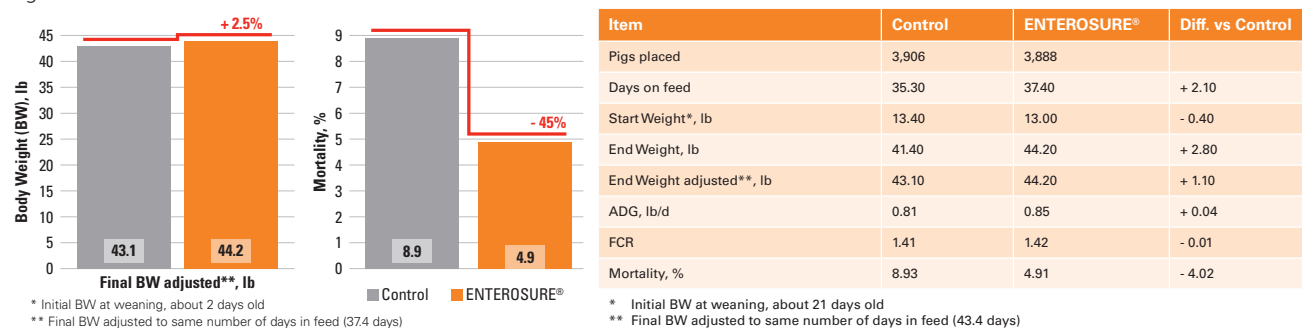 + 2.5%
45
40
35
30
25
20
15
10
5
0
Body Weight (BW), lb
43.1 44.2
Final BW adjusted**, lb
* Initial BW at weaning, about 2 days old
** Final BW adjusted to same number of days in feed (37.4 days)
9
8
7
6
5
4
3
2
1
0
Mortality, %
- 45%
8.9 4.9
Control ENTEROSURE®
Item Control ENTEROSURE® Diff. vs Control
Pigs placed 3,906 3,888
Days on feed 35.30 37.40 + 2.10
Start Weight*, lb 13.40 13.00 - 0.40
End Weight, lb 41.40 44.20 + 2.80
End Weight adjusted**, lb 43.10 44.20 + 1.10
ADG, lb/d 0.81 0.85 + 0.04
FCR 1.41 1.42 - 0.01
Mortality, % 8.93 4.91 - 4.02
* Initial BW at weaning, about 21 days old
** Final BW adjusted to same number of days in feed (43.4 days)